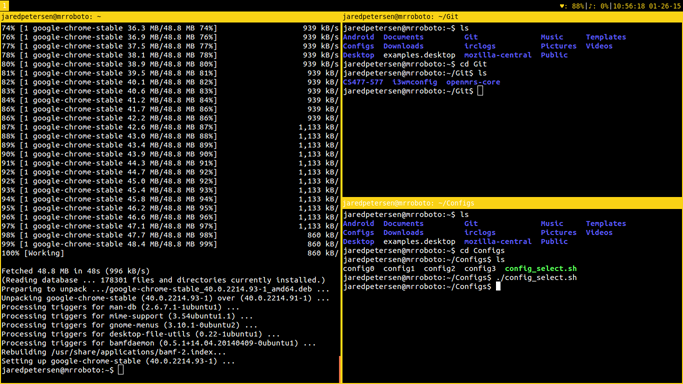 1
♥: 88%|♪: 0%|10:56:18 01-26-15
jaredpetersen@mrroboto: ~
74% [1 google-chrome-stable 36.3 MB/48.8 MB 74%] 939 kB/s
76% [1 google-chrome-stable 36.9 MB/48.8 MB 76%] 939 kB/s
77% [1 google-chrome-stable 37.5 MB/48.8 MB 77%] 939 kB/s
78% [1 google-chrome-stable 38.1 MB/48.8 MB 78%] 939 kB/s
80% [1 google-chrome-stable 38.9 MB/48.8 MB 80%] 939 kB/s
81% [1 google-chrome-stable 39.5 MB/48.8 MB 81%] 939 kB/
82% [1 google-chrome-stable 40.1 MB/48.8 MB 82%] 939 kB/
83% [1 google-chrome-stable 40.6 MB/48.8 MB 83%] 939 kB/
84% [1 google-chrome-stable 41.2 MB/48.8 MB 84%] 939 kB/
86% [1 google-chrome-stable 41.7 MB/48.8 MB 86%] 939 kB/
86% [1 google-chrome-stable 42.2 MB/48.8 MB 86%] 939 kB/
87% [1 google-chrome-stable 42.6 MB/48.8 MB 87%] 1,133 kB/
88% [1 google-chrome-stable 43.0 MB/48.8 MB 88%] 1,133 kB/
89% [1 google-chrome-stable 43.4 MB/48.8 MB 89%] 1,133 kB/
90% [1 google-chrome-stable 43.9 MB/48.8 MB 90%] 1,133 kB/
91% [1 google-chrome-stable 44.3 MB/48.8 MB 91%] 1,133 kB/
92% [1 google-chrome-stable 44.7 MB/48.8 MB 92%] 1,133 kB/
92% [1 google-chrome-stable 45.0 MB/48.8 MB 92%] 1,133 kB/
93% [1 google-chrome-stable 45.4 MB/48.8 MB 93%] 1,133 kB/
94% [1 google-chrome-stable 45.8 MB/48.8 MB 94%] 1,133 kB/
95% [1 google-chrome-stable 46.2 MB/48.8 MB 95%] 1,133 kB/
96% [1 google-chrome-stable 46.6 MB/48.8 MB 96%] 1,133 kB/
97% [1 google-chrome-stable 47.1 MB/48.8 MB 97%] 1,133 kB/
98% [1 google-chrome-stable 47.7 MB/48.8 MB 98%] 860 kB/
99% [1 google-chrome-stable 48.4 MB/48.8 MB 99%] 860 kB/
100% [Working] 860 kB/
Fetched 48.8 MB in 48s (996 kB/s)
(Reading database ... 178301 files and directories currently installed.)
Preparing to unpack .../google-chrome-stable_40.0.2214.93-1_amd64.deb ...
Unpacking google-chrome-stable (40.0.2214.93-1) over (40.0.2214.91-1) ...
Processing triggers for man-db (2.6.7.1-1ubuntu1) ...
Processing triggers for mime-support (3.54ubuntu1.1) ...
Processing triggers for gnome-menus (3.10.1-0ubuntu2) ...
Processing triggers for desktop-file-utils (0.22-1ubuntu1) ...
Processing triggers for bamfdaemon (0.5.1+14.04.20140409-0ubuntu1) ...
Rebuilding /usr/share/applications/bamf-2.index...
Setting up google-chrome-stable (40.0.2214.93-1) ...
jaredpetersen@mrroboto:~$
jaredpetersen@mrroboto: ~/Git
jaredpetersen@mrroboto:~$ ls
Android Documents Git Music Templates
Configs Downloads irclogs Pictures Videos
Desktop examples.desktop mozilla-central Public
jaredpetersen@mrroboto:~$ cd Git
jaredpetersen@mrroboto:~/Git$ ls
CS477-577 i3wmconfig openmrs-core
jaredpetersen@mrroboto:~/Git$
jaredpetersen@mrroboto: ~/Configs
jaredpetersen@mrroboto:~$ ls
Android Documents Git Music Templates
Configs Downloads irclogs Pictures Videos
Desktop examples.desktop mozilla-central Public
jaredpetersen@mrroboto:~$ cd Configs
jaredpetersen@mrroboto:~/Configs$ ls
config0 config1 config2 config3 config_select.sh
jaredpetersen@mrroboto:~/Configs$ ./config_select.sh
jaredpetersen@mrroboto:~/Configs$